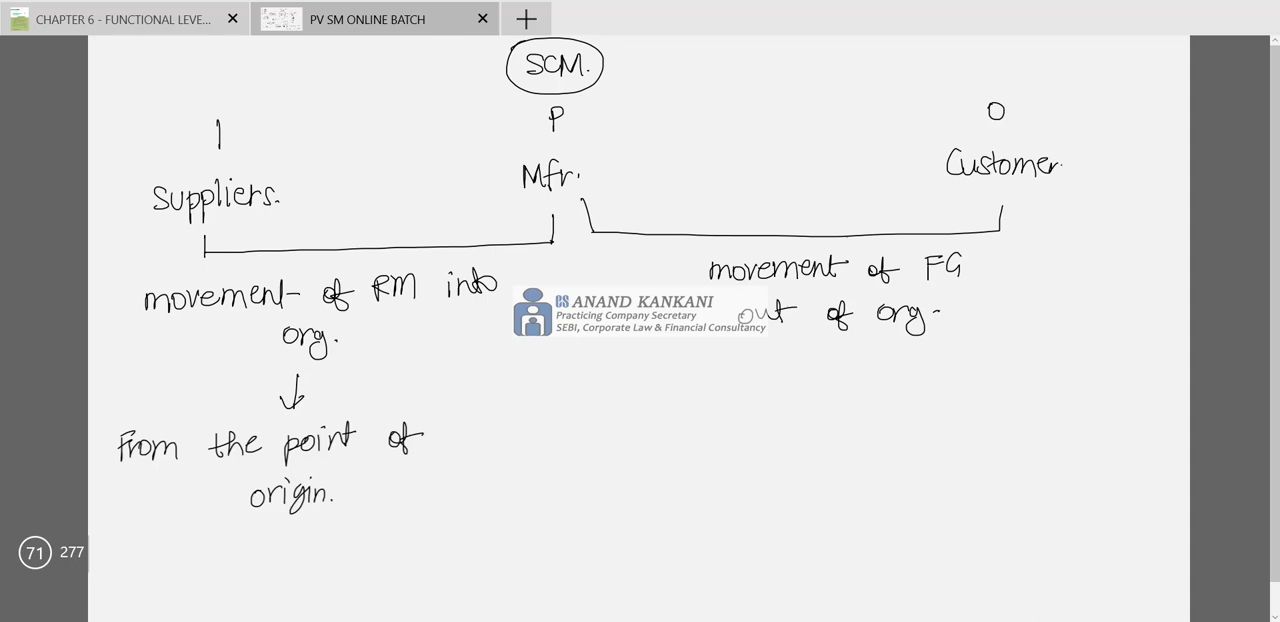 CHAPTER 6 - FUNCTIONAL LEVE...
PV SM ONLINE BATCH
SCM.
I
P
O
Suppliers.
Mfr.
Customer.
movement of RM into
org.
movement of FG
out of org.
CS ANAND KANKANI
Practicing Company Secretary
SEBI, Corporate Law & Financial Consultancy
From the point of
origin.
71 277